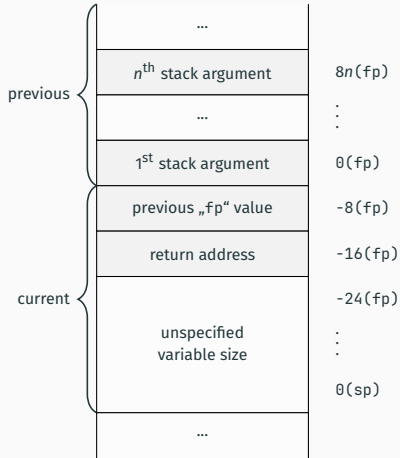 ...
nth stack argument 8n(fp)
previous
... ⋮
1st stack argument 0(fp)
previous „fp“ value -8(fp)
return address -16(fp)
current -24(fp)
unspecified
variable size
⋮
0(sp)
...